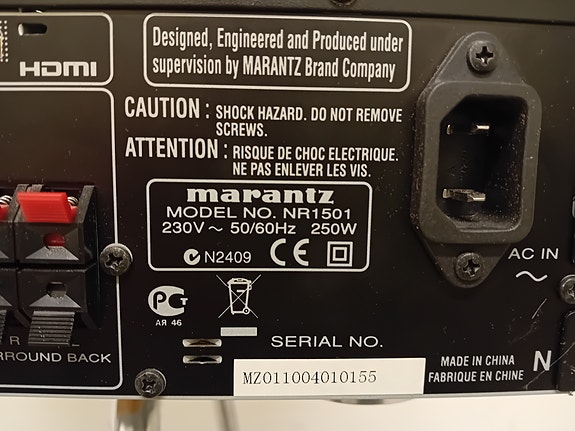 HDMI
Designed, Engineered and Produced under
supervision by MARANTZ Brand Company
CAUTION : SHOCK HAZARD. DO NOT REMOVE
SCREWS.
ATTENTION : RISQUE DE CHOC ELECTRIQUE.
NE PAS ENLEVER LES VIS.
marantz
MODEL NO. NR1501
230V ~ 50/60Hz 250W
N2409 CE
AC IN
~
PCT
АЯ 46
R L
RROUND BACK
SERIAL NO.
MZ011004010155
MADE IN CHINA
FABRIQUE EN CHINE
N